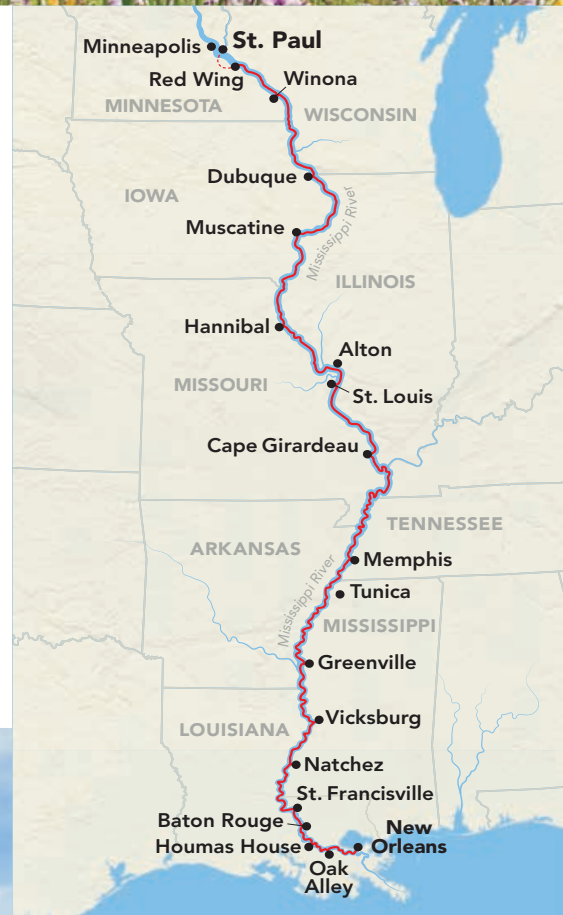 Minneapolis
St. Paul
Red Wing
Winona
MINNESOTA
WISCONSIN
Dubuque
IOWA
Mississippi River
Muscatine
ILLINOIS
Hannibal
Alton
MISSOURI
St. Louis
Cape Girardeau
TENNESSEE
ARKANSAS
Memphis
Mississippi River
Tunica
MISSISSIPPI
Greenville
Vicksburg
LOUISIANA
Natchez
St. Francisville
Baton Rouge
New
Orleans
Houmas House
Oak
Alley